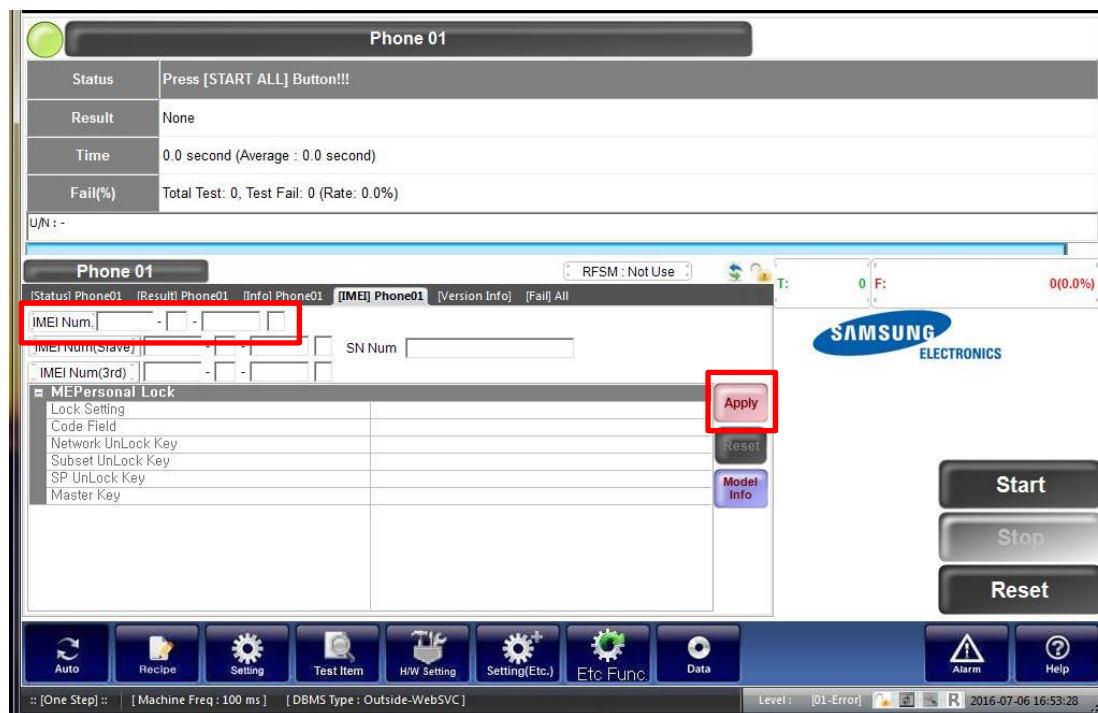 Phone 01
Status Press [START ALL] Button!!!
Result None
Time 0.0 second (Average : 0.0 second)
Fail(%) Total Test: 0, Test Fail: 0 (Rate: 0.0%)
U/N : -
Phone 01 RFSM : Not Use T: 0 F: 0(0.0%)
[Status] Phone01 [Result] Phone01 [Info] Phone01 [IMEI] Phone01 [Version Info] [Fail] All
IMEI Num. - -
IMEI Num(Slave) - - SN Num
IMEI Num(3rd) - -
SAMSUNG
ELECTRONICS
MEPersonal Lock
Lock Setting
Code Field
Network UnLock Key
Subset UnLock Key
SP UnLock Key
Master Key
Apply
Reset
Model
Info
Start
Stop
Reset
Auto Recipe Setting Test Item H/W Setting Setting(Etc.) Etc Func. Data Alarm Help
:: [One Step] :: [ Machine Freq : 100 ms ] [ DBMS Type : Outside-WebSVC ] Level : [01-Error] R 2016-07-06 16:53:28